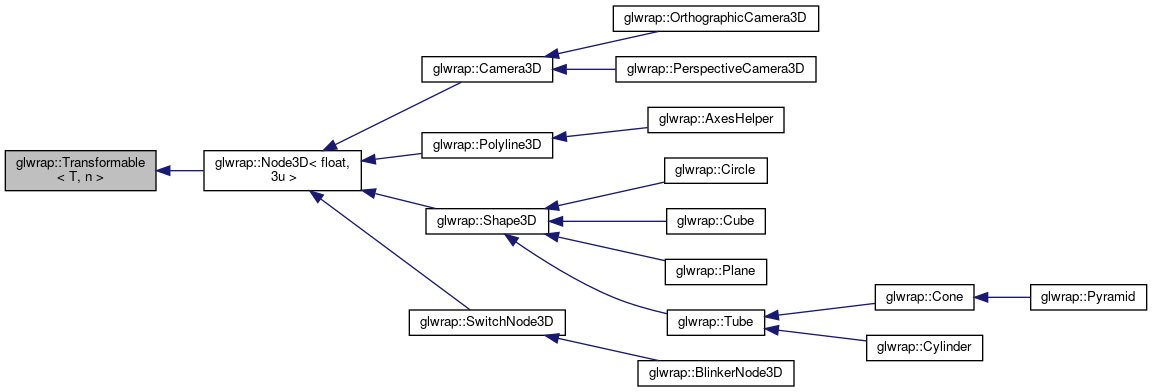 glwrap::OrthographicCamera3D
glwrap::Camera3D
glwrap::PerspectiveCamera3D
glwrap::AxesHelper
glwrap::Polyline3D
glwrap::Transformable
< T, n >
glwrap::Node3D< float,
3u >
glwrap::Circle
glwrap::Shape3D
glwrap::Cube
glwrap::Plane
glwrap::Cone
glwrap::Pyramid
glwrap::SwitchNode3D
glwrap::Tube
glwrap::Cylinder
glwrap::BlinkerNode3D